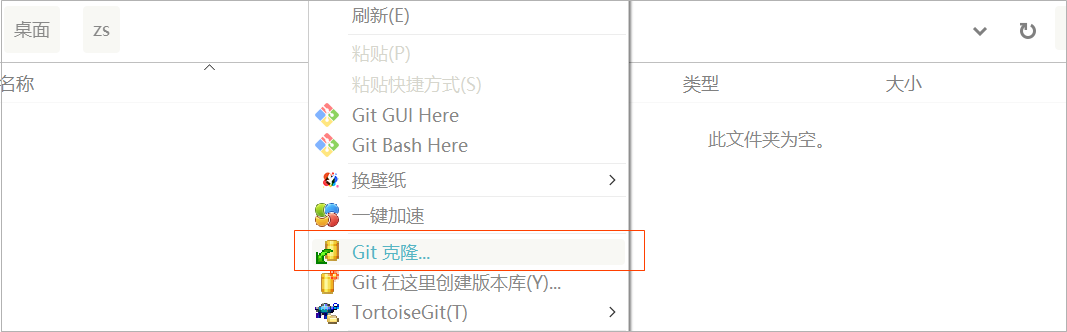 桌面 zs
刷新(E)
粘贴(P)
粘贴快捷方式(S)
Git GUI Here
Git Bash Here
换壁纸
一键加速
Git 克隆...
Git 在这里创建版本库(Y)...
TortoiseGit(T)
名称 类型 大小
此文件夹为空。